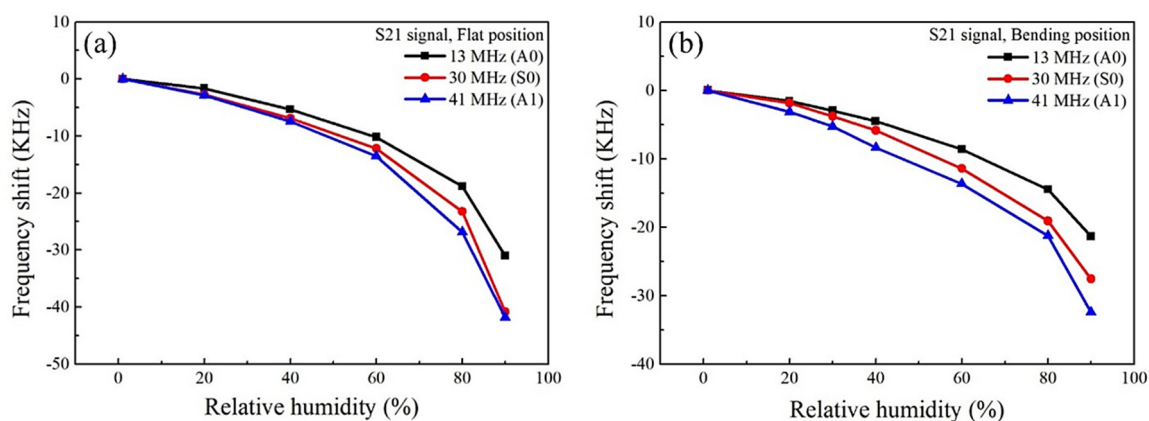 (a)
S21 signal, Flat position
13 MHz (A0)
30 MHz (S0)
41 MHz (A1)
10
0
-10
-20
-30
-40
-50
Frequency shift (KHz)
0 20 40 60 80 100
Relative humidity (%)
(b)
S21 signal, Bending position
13 MHz (A0)
30 MHz (S0)
41 MHz (A1)
10
0
-10
-20
-30
-40
Frequency shift (KHz)
0 20 40 60 80 100
Relative humidity (%)